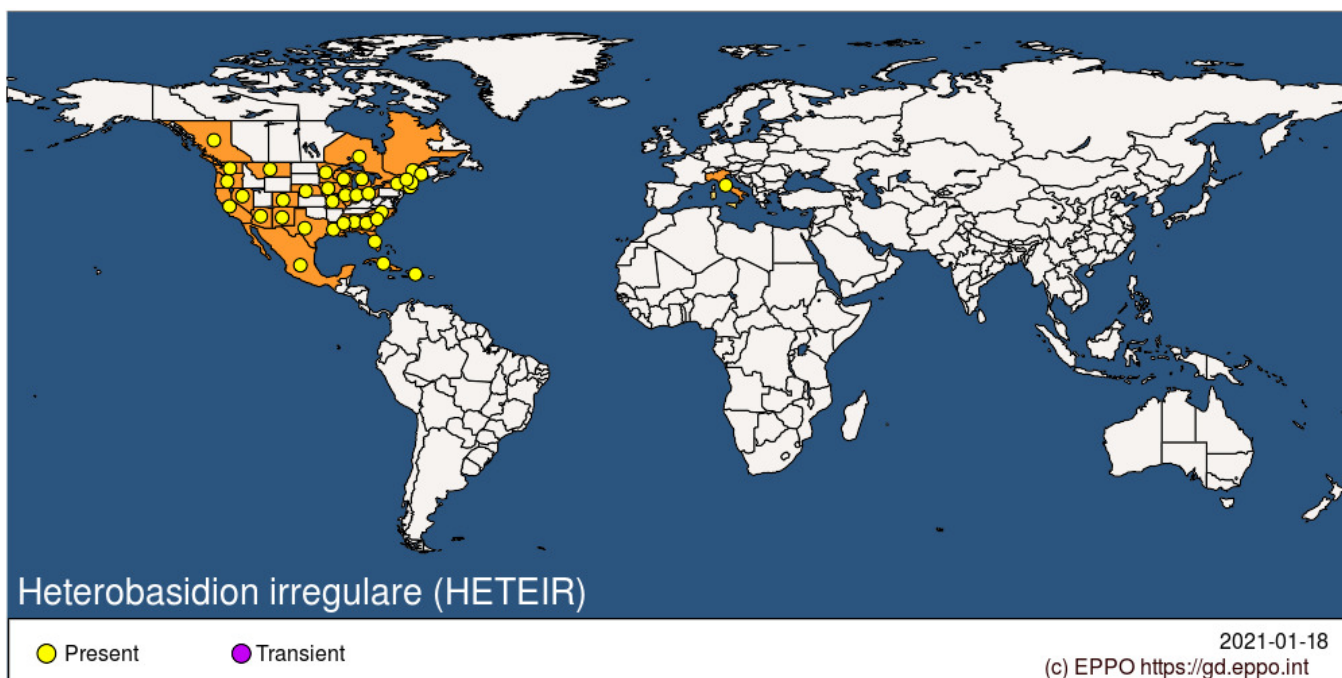 Heterobasidion irregulare (HETEIR)
Present
Transient
2021-01-18
(c) EPPO https://gd.eppo.int